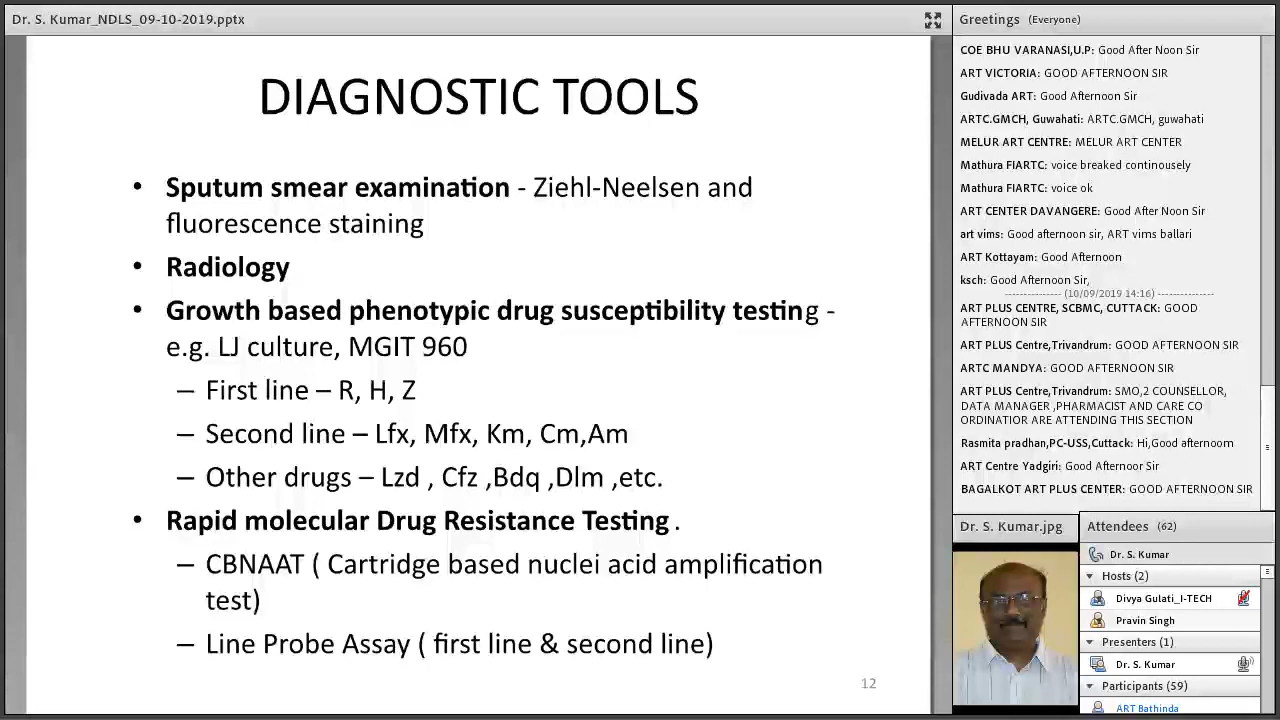 Dr. S. Kumar_NDLS_09-10-2019.pptx
DIAGNOSTIC TOOLS
• Sputum smear examination - Ziehl-Neelsen and
fluorescence staining
• Radiology
• Growth based phenotypic drug susceptibility testing -
e.g. LJ culture, MGIT 960
– First line – R, H, Z
– Second line – Lfx, Mfx, Km, Cm,Am
– Other drugs – Lzd , Cfz ,Bdq ,Dlm ,etc.
• Rapid molecular Drug Resistance Testing .
– CBNAAT ( Cartridge based nuclei acid amplification
test)
– Line Probe Assay ( first line & second line)
12
Greetings (Everyone)
COE BHU VARANASI,U.P: Good After Noon Sir
ART VICTORIA: GOOD AFTERNOON SIR
Gudivada ART: Good Afternoon Sir
ARTC.GMCH, Guwahati: ARTC.GMCH, guwahati
MELUR ART CENTRE: MELUR ART CENTER
Mathura FIARTC: voice breaked continousely
Mathura FIARTC: voice ok
ART CENTER DAVANGERE: Good After Noon Sir
art vims: Good afternoon sir, ART vims ballari
ART Kottayam: Good Afternoon
ksch: Good Afternoon Sir,
--------------- (10/09/2019 14:16) ---------------
ART PLUS CENTRE, SCBMC, CUTTACK: GOOD
AFTERNOON SIR
ART PLUS Centre,Trivandrum: GOOD AFTERNOON SIR
ARTC MANDYA: GOOD AFTERNOON SIR
ART PLUS Centre,Trivandrum: SMO,2 COUNSELLOR,
DATA MANAGER ,PHARMACIST AND CARE CO
ORDINATIOR ARE ATTENDING THIS SECTION
Rasmita pradhan,PC-USS,Cuttack: Hi,Good afternoom
ART Centre Yadgiri: Good Afternoor Sir
BAGALKOT ART PLUS CENTER: GOOD AFTERNOON SIR
Dr. S. Kumar.jpg
Attendees (62)
Dr. S. Kumar
Hosts (2)
Divya Gulati_I-TECH
Pravin Singh
Presenters (1)
Dr. S. Kumar
Participants (59)
ART Bathinda